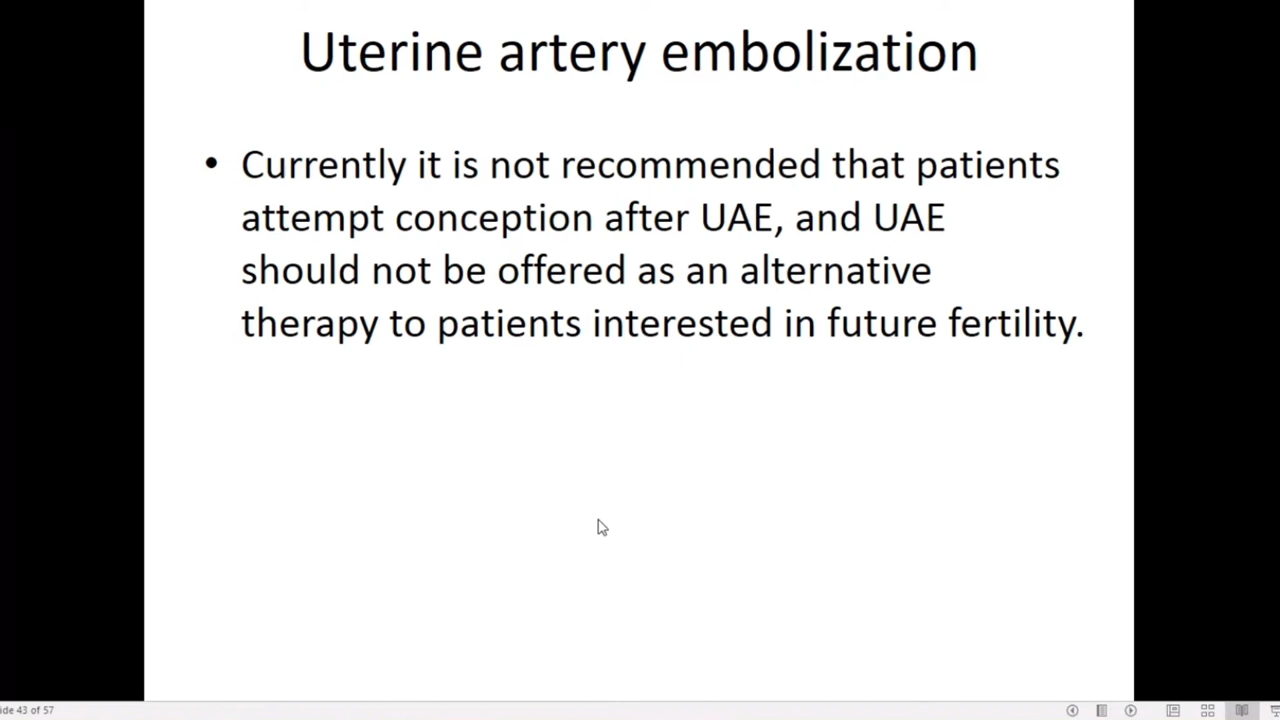 Uterine artery embolization
• Currently it is not recommended that patients
attempt conception after UAE, and UAE
should not be offered as an alternative
therapy to patients interested in future fertility.
ide 43 of 57